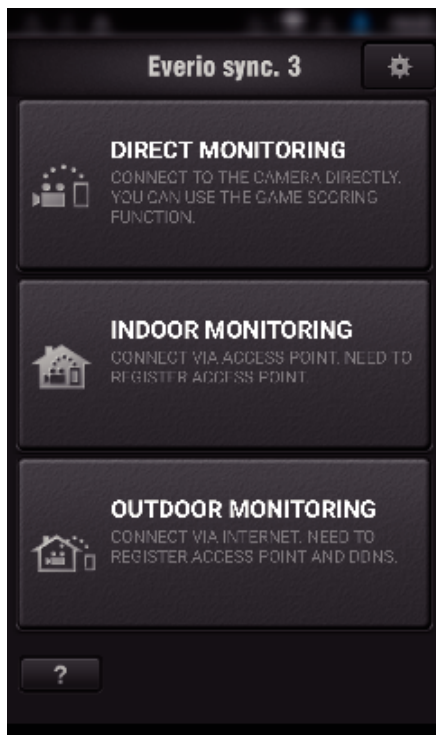 Everio sync. 3
DIRECT MONITORING
CONNECT TO THE CAMERA DIRECTLY.
YOU CAN USE THE GAME SCORING
FUNCTION.
INDOOR MONITORING
CONNECT VIA ACCESS POINT. NEED TO
REGISTER ACCESS POINT.
OUTDOOR MONITORING
CONNECT VIA INTERNET. NEED TO
REGISTER ACCESS POINT AND DDNS.
?